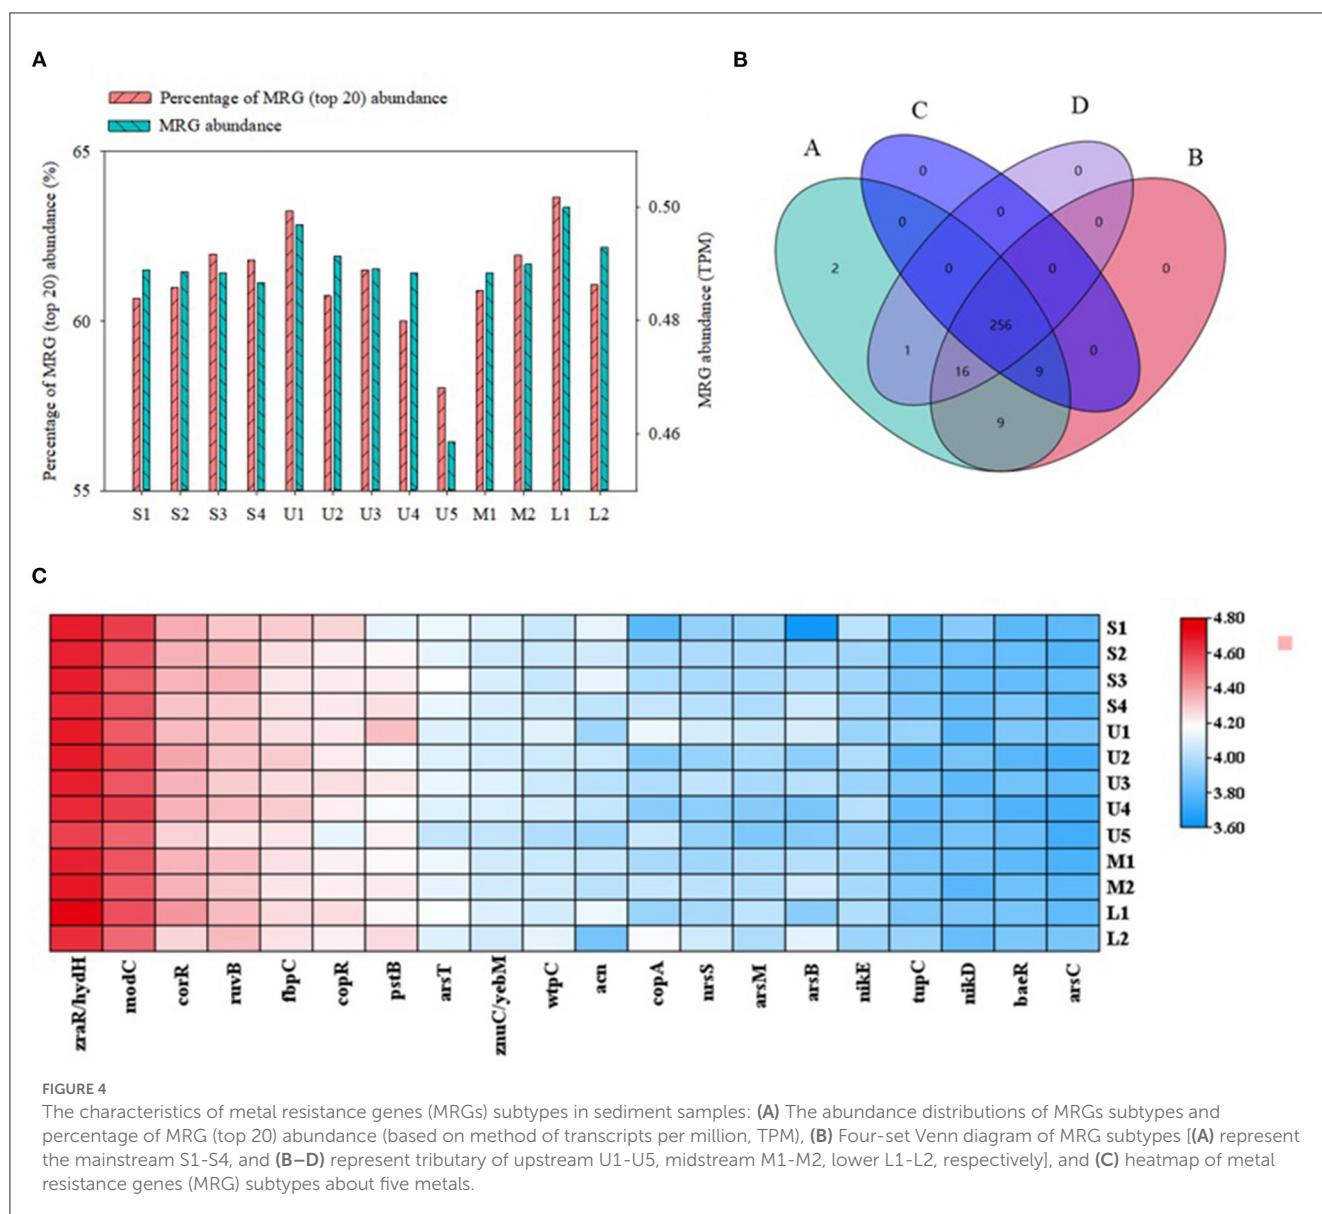 A
Percentage of MRG (top 20) abundance
MRG abundance
Percentage of MRG (top 20) abundance (%)
65
60
55
MRG abundance (TPM)
0.50
0.48
0.46
S1 S2 S3 S4 U1 U2 U3 U4 U5 M1 M2 L1 L2
B
A
C
D
B
0
0
0
0
0
2
0
0
0
256
1
0
16
9
9
C
S1
S2
S3
S4
U1
U2
U3
U4
U5
M1
M2
L1
L2
zraR/hydH modC corR ruvB fbpC copR pstB arsT znuC/yebM wtpC acn copA nrsS arsM arsB nikE tupC nikD baeR arsC
4.80
4.60
4.40
4.20
4.00
3.80
3.60
FIGURE 4
The characteristics of metal resistance genes (MRGs) subtypes in sediment samples: (A) The abundance distributions of MRGs subtypes and
percentage of MRG (top 20) abundance (based on method of transcripts per million, TPM), (B) Four-set Venn diagram of MRG subtypes [(A) represent
the mainstream S1-S4, and (B–D) represent tributary of upstream U1-U5, midstream M1-M2, lower L1-L2, respectively], and (C) heatmap of metal
resistance genes (MRG) subtypes about five metals.